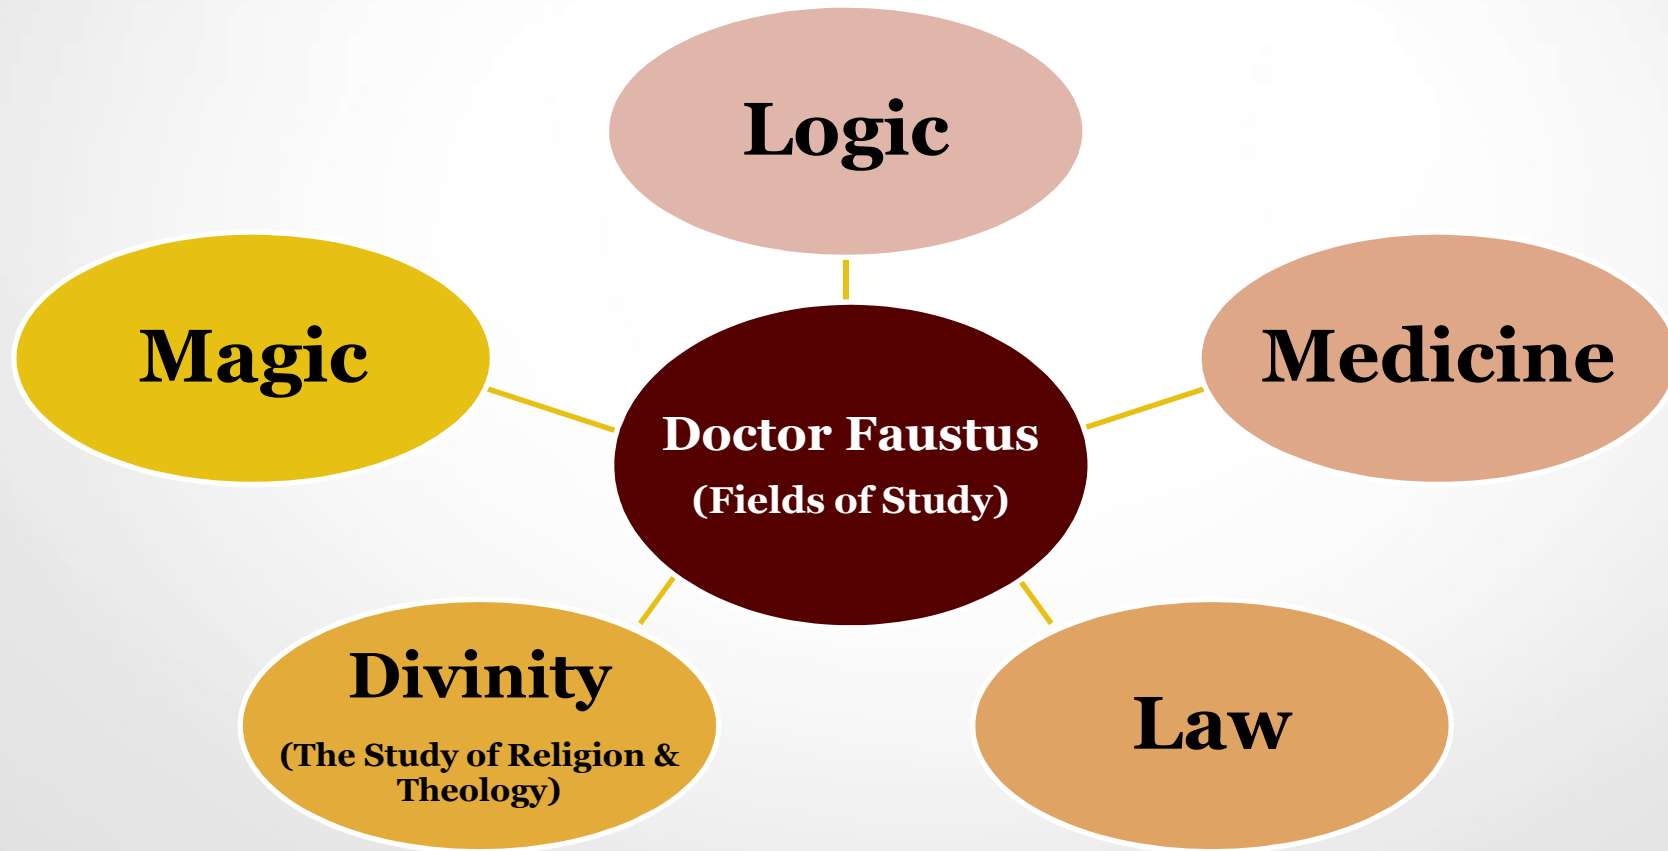 Logic
Magic
Medicine
Doctor Faustus
(Fields of Study)
Divinity
(The Study of Religion &
Theology)
Law